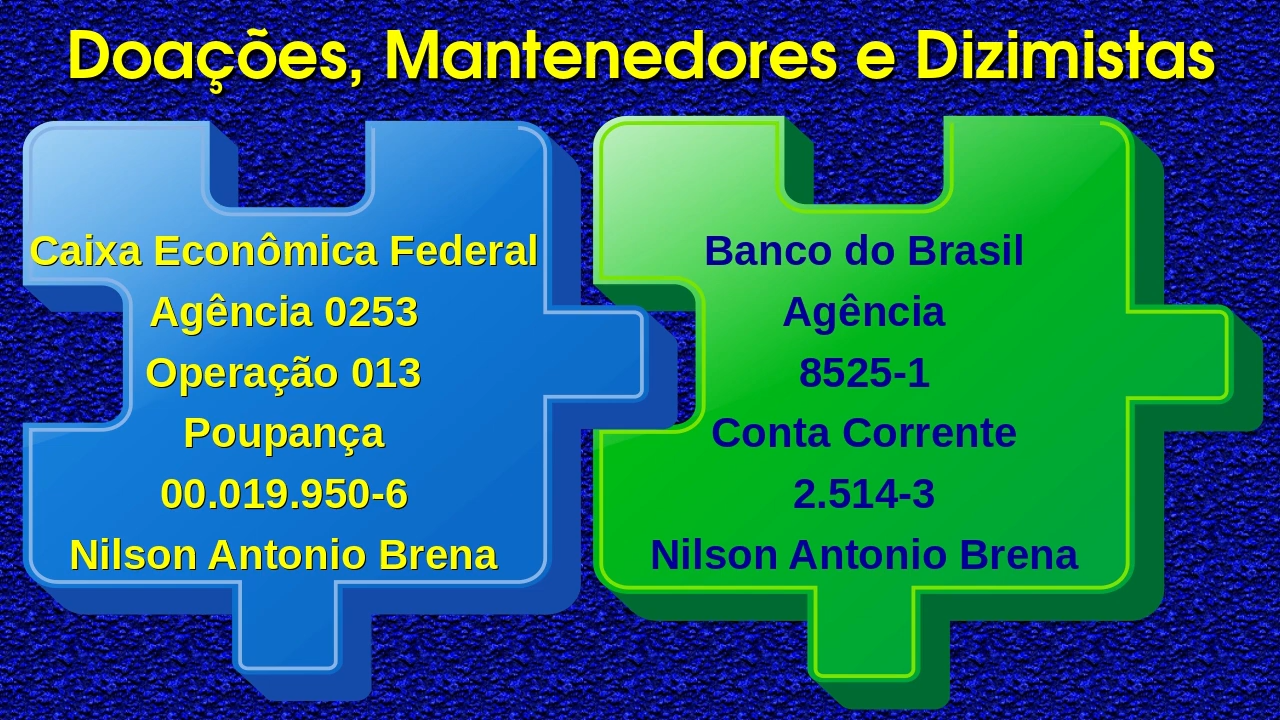 Doações, Mantenedores e Dizimistas
Caixa Econômica Federal
Agência 0253
Operação 013
Poupança
00.019.950-6
Nilson Antonio Brena
Banco do Brasil
Agência
8525-1
Conta Corrente
2.514-3
Nilson Antonio Brena